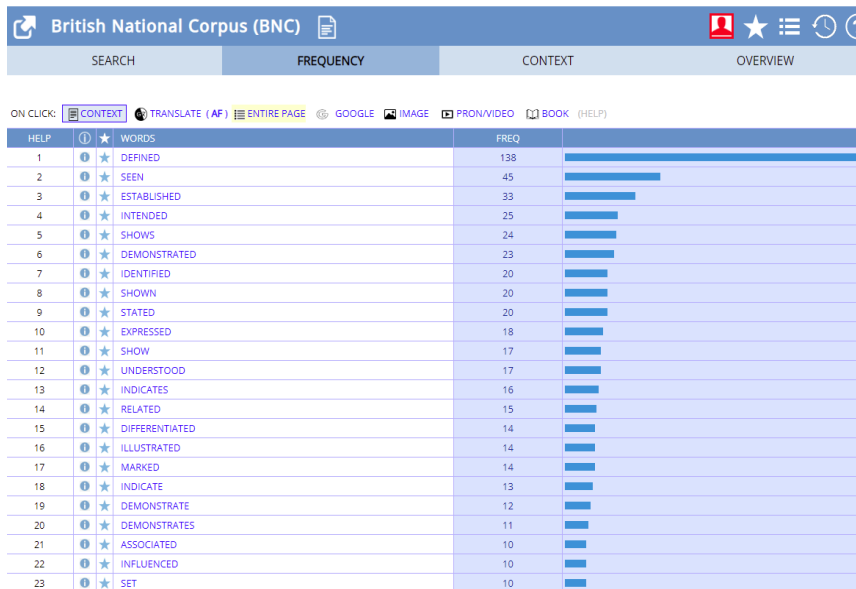 British National Corpus (BNC)
SEARCH FREQUENCY CONTEXT OVERVIEW
ON CLICK: CONTEXT TRANSLATE (AF) ENTIRE PAGE G GOOGLE IMAGE PRON/VIDEO BOOK (HELP)
HELP WORDS FREQ
1 DEFINED 138
2 SEEN 45
3 ESTABLISHED 33
4 INTENDED 25
5 SHOWS 24
6 DEMONSTRATED 23
7 IDENTIFIED 20
8 SHOWN 20
9 STATED 20
10 EXPRESSED 18
11 SHOW 17
12 UNDERSTOOD 17
13 INDICATES 16
14 RELATED 15
15 DIFFERENTIATED 14
16 ILLUSTRATED 14
17 MARKED 14
18 INDICATE 13
19 DEMONSTRATE 12
20 DEMONSTRATES 11
21 ASSOCIATED 10
22 INFLUENCED 10
23 SET 10